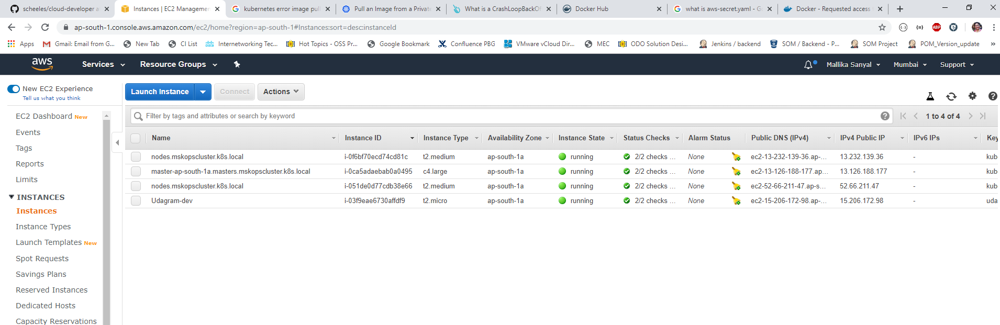 scheeles/cloud-developer a
Instances | EC2 Managemen
kubernetes error image pull
Pull an Image from a Private
What is a CrashLoopBackOf
Docker Hub
what is aws-secret.yaml - Go
Docker - Requested access t
ap-south-1.console.aws.amazon.com/ec2/home?region=ap-south-1#Instances:sort=desc:instanceId
ABP
Apps
Gmail: Email from G...
New Tab
CI List
Internetworking Tec...
Hot Topics - OSS Pr...
Google Bookmark
Confluence PBG
VMware vCloud Dir...
MEC
ODO Solution Desi...
Jenkins / backend
SOM / Backend - P...
SOM Project
POM_Version_update
»
aws
Services
Resource Groups
Mallika Sanyal
Mumbai
Support
New EC2 Experience
Tell us what you think
EC2 Dashboard New
Events
Tags
Reports
Limits
INSTANCES
Instances
Instance Types
Launch Templates New
Spot Requests
Savings Plans
Reserved Instances
Dedicated Hosts
Capacity Reservations
Launch Instance
Connect
Actions
Filter by tags and attributes or search by keyword
1 to 4 of 4
Name Instance ID Instance Type Availability Zone Instance State Status Checks Alarm Status Public DNS (IPv4) IPv4 Public IP IPv6 IPs Key
nodes.mskopscluster.k8s.local i-0f6bf70ecd74cd81c t2.medium ap-south-1a running 2/2 checks ... None ec2-13-232-139-36.ap-... 13.232.139.36 - kub
master-ap-south-1a.masters.mskopscluster.k8s.local i-0ca5adaebab0a0495 c4.large ap-south-1a running 2/2 checks ... None ec2-13-126-188-177.ap... 13.126.188.177 - kub
nodes.mskopscluster.k8s.local i-051de0d77cdb38e66 t2.medium ap-south-1a running 2/2 checks ... None ec2-52-66-211-47.ap-s... 52.66.211.47 - kub
Udagram-dev i-03f9eae6730affdf9 t2.micro ap-south-1a running 2/2 checks ... None ec2-15-206-172-98.ap-... 15.206.172.98 - uda